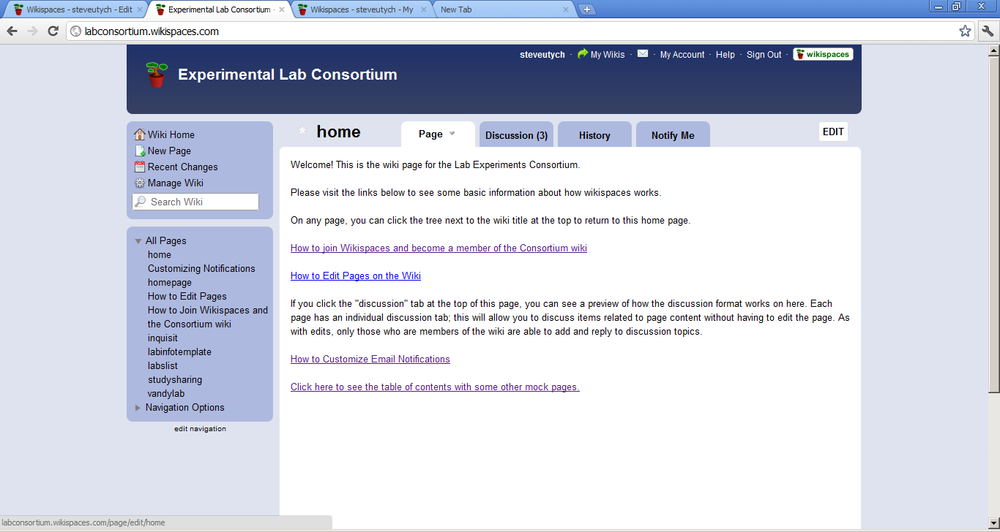 Wikispaces - steveutych - Edit
Experimental Lab Consortium -
Wikispaces - steveutych - My
New Tab
labconsortium.wikispaces.com
steveutych · My Wikis · · My Account · Help · Sign Out · wikispaces
Experimental Lab Consortium
Wiki Home
New Page
Recent Changes
Manage Wiki
Search Wiki
All Pages
home
Customizing Notifications
homepage
How to Edit Pages
How to Join Wikispaces and
the Consortium wiki
inquisit
labinfotemplate
labslist
studysharing
vandylab
Navigation Options
edit navigation
home
Page
Discussion (3)
History
Notify Me
EDIT
Welcome! This is the wiki page for the Lab Experiments Consortium.
Please visit the links below to see some basic information about how wikispaces works.
On any page, you can click the tree next to the wiki title at the top to return to this home page.
How to join Wikispaces and become a member of the Consortium wiki
How to Edit Pages on the Wiki
If you click the "discussion" tab at the top of this page, you can see a preview of how the discussion format works on here. Each
page has an individual discussion tab; this will allow you to discuss items related to page content without having to edit the page. As
with edits, only those who are members of the wiki are able to add and reply to discussion topics.
How to Customize Email Notifications
Click here to see the table of contents with some other mock pages.
labconsortium.wikispaces.com/page/edit/home